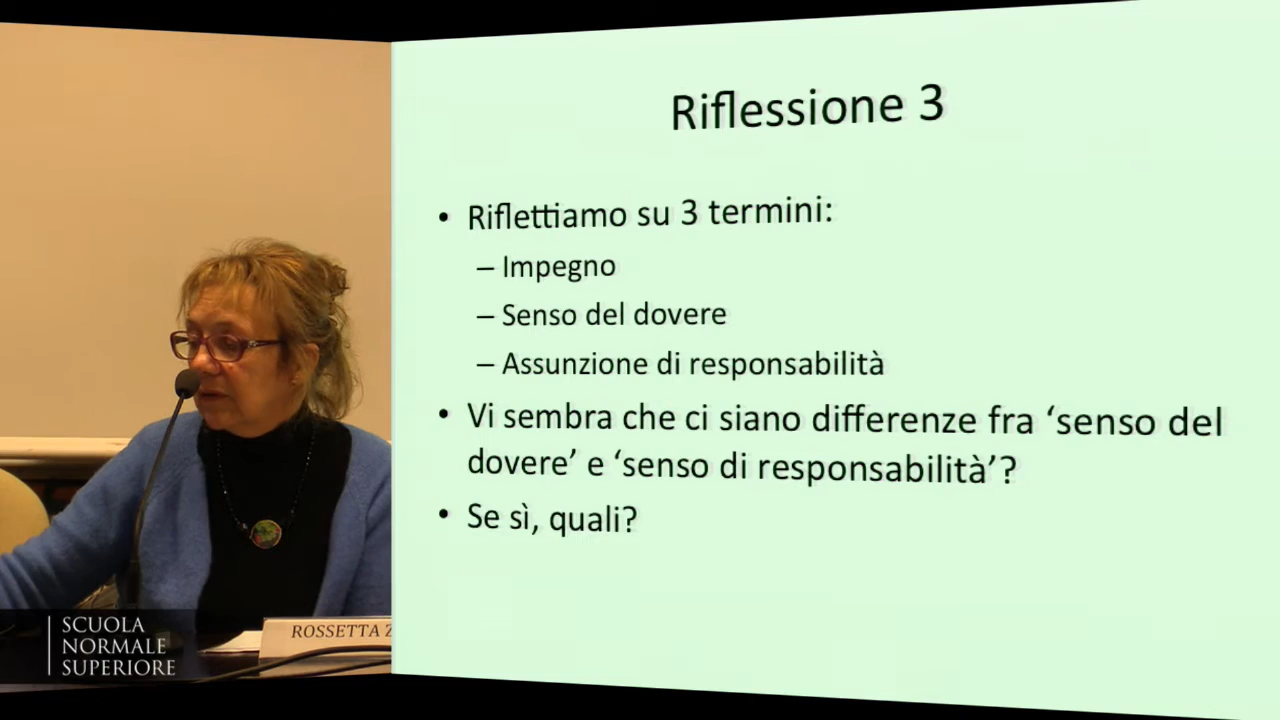 Riflessione 3
• Riflettiamo su 3 termini:
– Impegno
– Senso del dovere
– Assunzione di responsabilità
• Vi sembra che ci siano differenze fra ‘senso del
dovere’ e ‘senso di responsabilità’?
• Se sì, quali?
SCUOLA
NORMALE
SUPERIORE
ROSSETTA Z